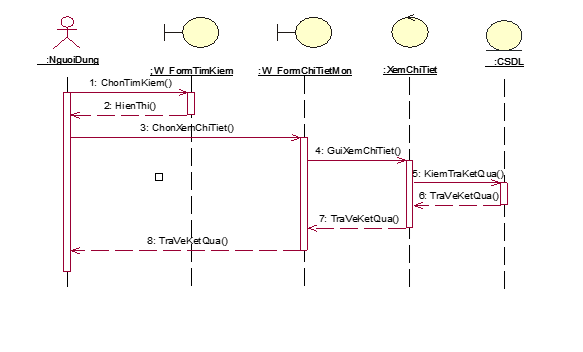 :NguoiDung
:W_FormTimKiem
:W_FormChiTietMon
:XemChiTiet
:CSDL
1: ChonTimKiem()
2: HienThi()
3: ChonXemChiTiet()
4: GuiXemChiTiet()
5: KiemTraKetQua()
6: TraVeKetQua()
7: TraVeKetQua()
8: TraVeKetQua()